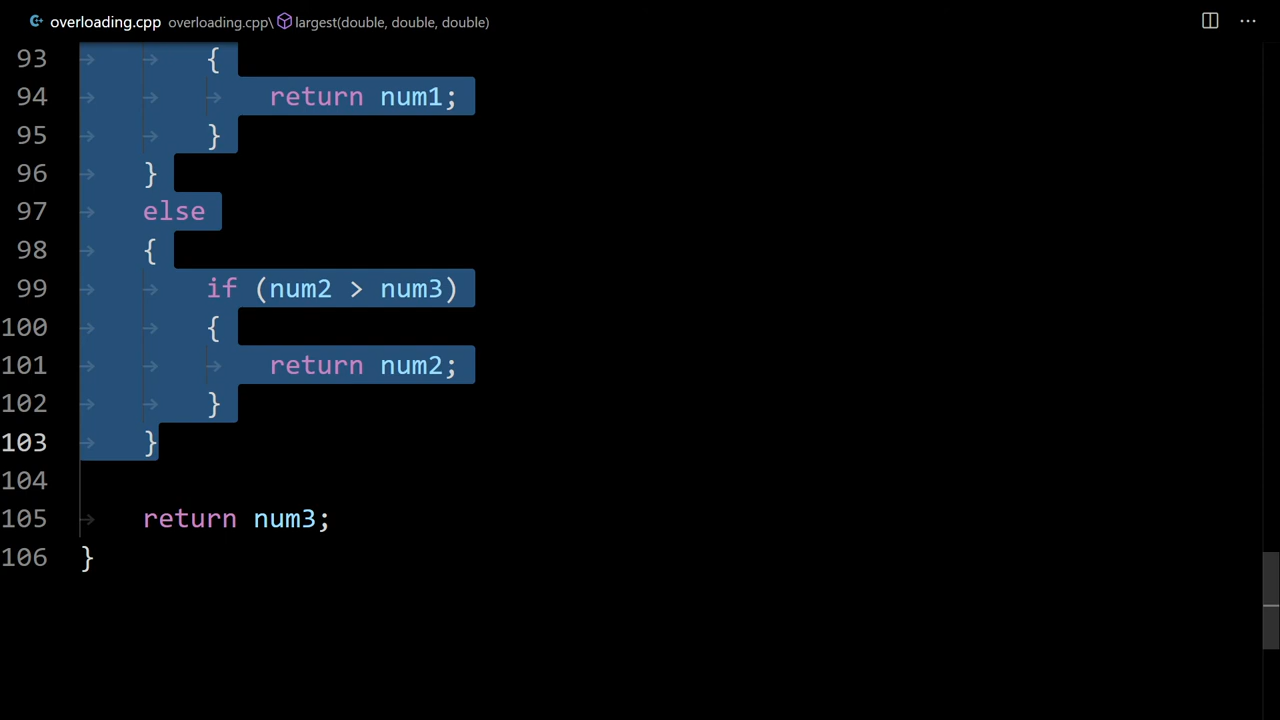 overloading.cpp overloading.cpp\ largest(double, double, double) ...
93 {
94 return num1;
95 }
96 }
97 else
98 {
99 if (num2 > num3)
100 {
101 return num2;
102 }
103 }
104
105 return num3;
106 }